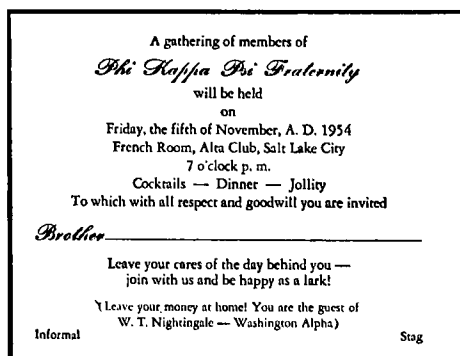 A gathering of members of
Phi Kappa Psi Fraternity
will be held
on
Friday, the fifth of November, A. D. 1954
French Room, Alta Club, Salt Lake City
7 o'clock p. m.
Cocktails — Dinner — Jollity
To which with all respect and goodwill you are invited
Brother
Leave your cares of the day behind you —
join with us and be happy as a lark!
(Leave your money at home! You are the guest of
W. T. Nightingale — Washington Alpha)
Informal Stag